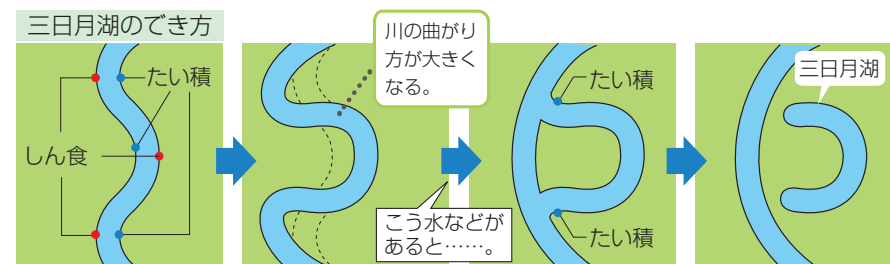 三日月湖のでき方
たい積
しん食
川の曲がり
方が大きく
なる。
こう水などが
あると……。
たい積
たい積
三日月湖